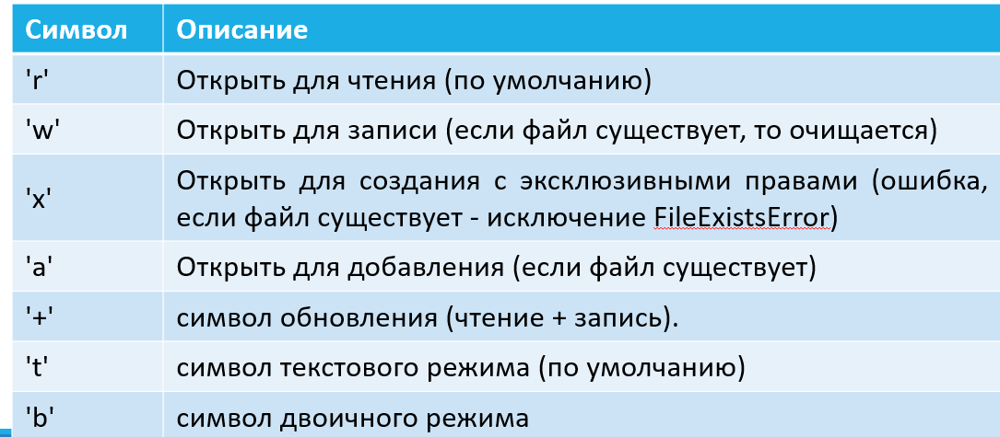 Символ Описание
'r' Открыть для чтения (по умолчанию)
'w' Открыть для записи (если файл существует, то очищается)
'x' Открыть для создания с эксклюзивными правами (ошибка,
если файл существует - исключение FileExistsError)
'a' Открыть для добавления (если файл существует)
'+' символ обновления (чтение + запись).
't' символ текстового режима (по умолчанию)
'b' символ двоичного режима